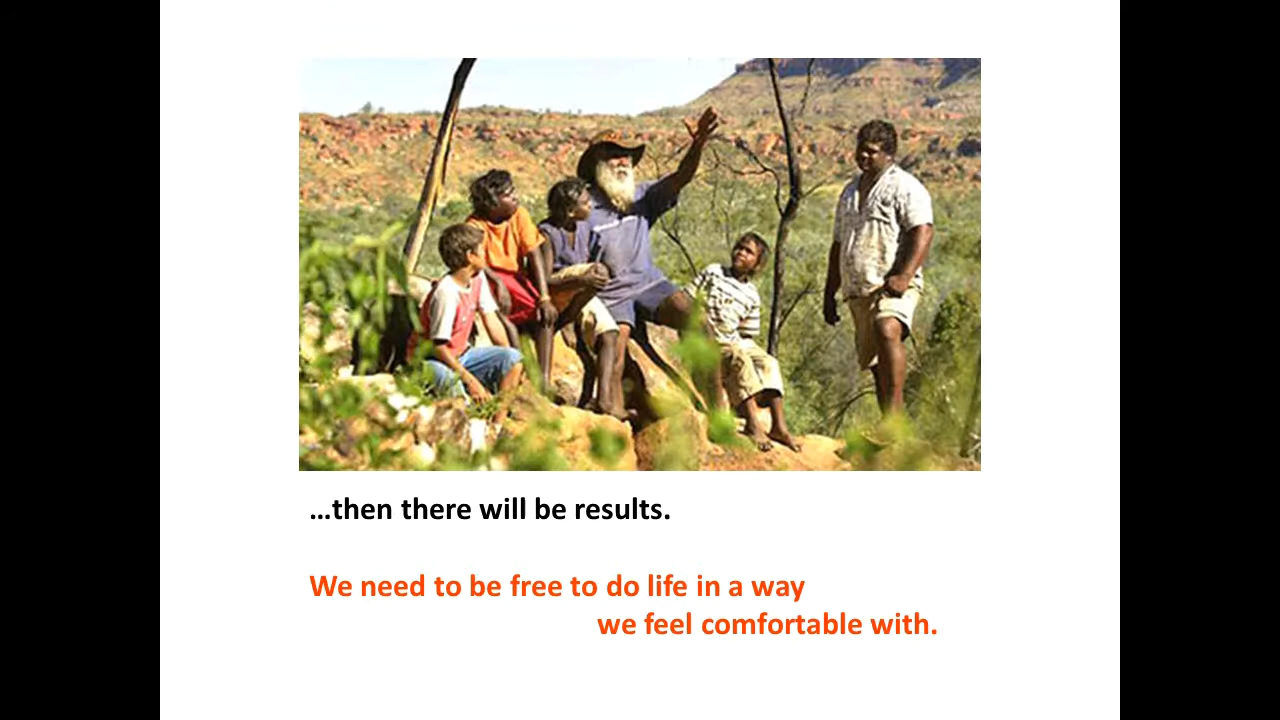 …then there will be results.
We need to be free to do life in a way
we feel comfortable with.